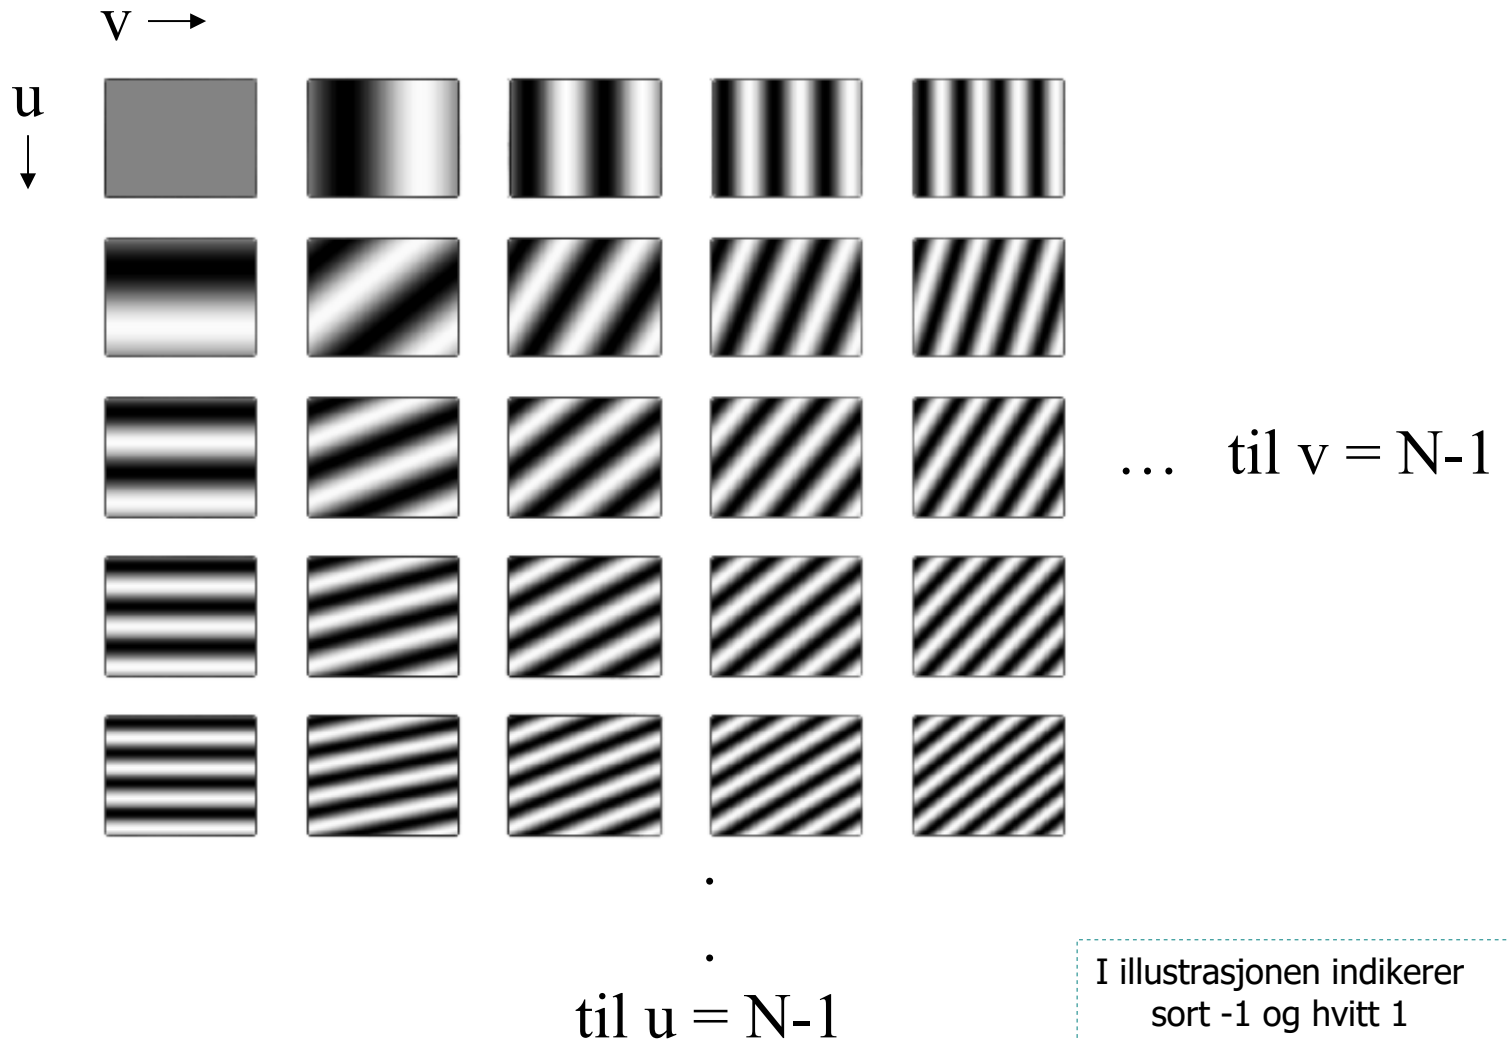 v →
u
↓
… til v = N-1
.
.
til u = N-1
I illustrasjonen indikerer
sort -1 og hvitt 1